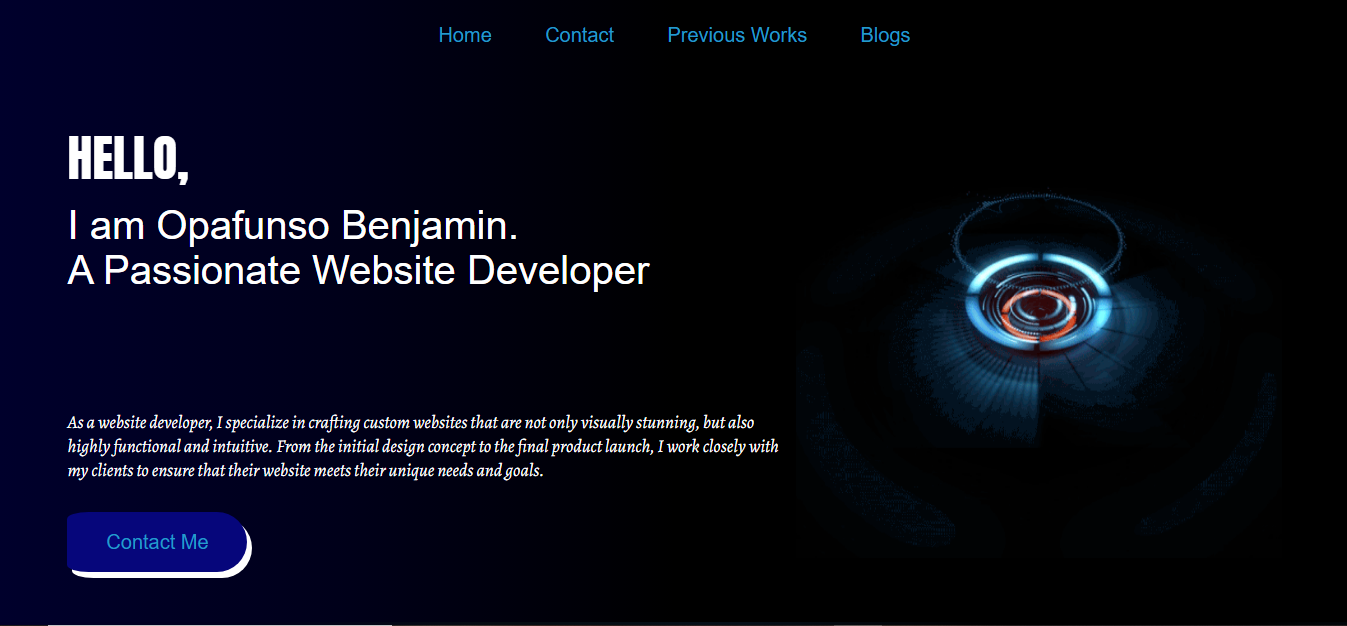 Home Contact Previous Works Blogs
HELLO,
I am Opafunso Benjamin.
A Passionate Website Developer
As a website developer, I specialize in crafting custom websites that are not only visually stunning, but also
highly functional and intuitive. From the initial design concept to the final product launch, I work closely with
my clients to ensure that their website meets their unique needs and goals.
Contact Me